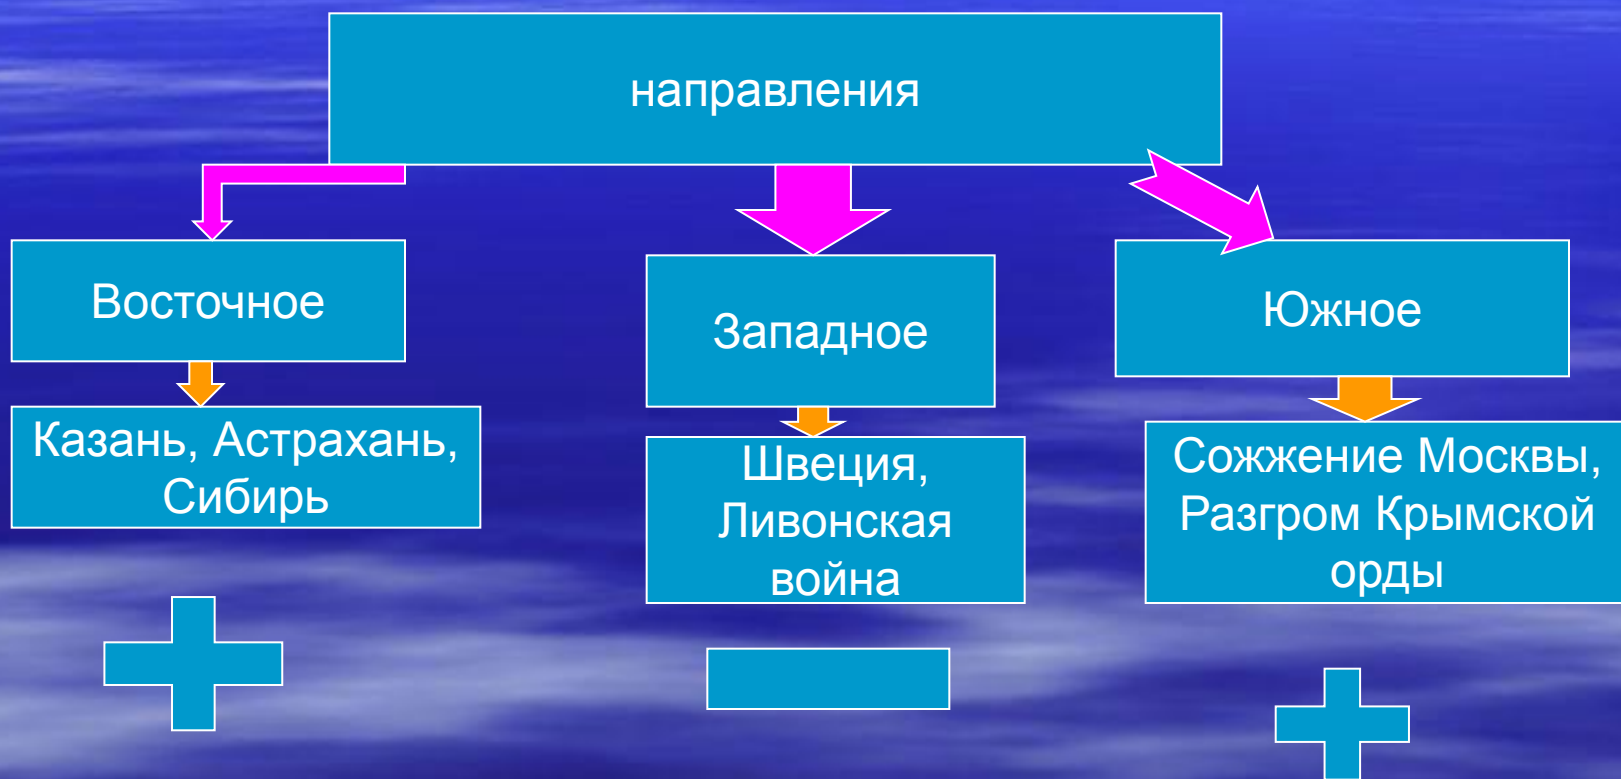 направления
Восточное
Западное
Южное
Казань, Астрахань,
Сибирь
Швеция,
Ливонская
война
Сожжение Москвы,
Разгром Крымской
орды